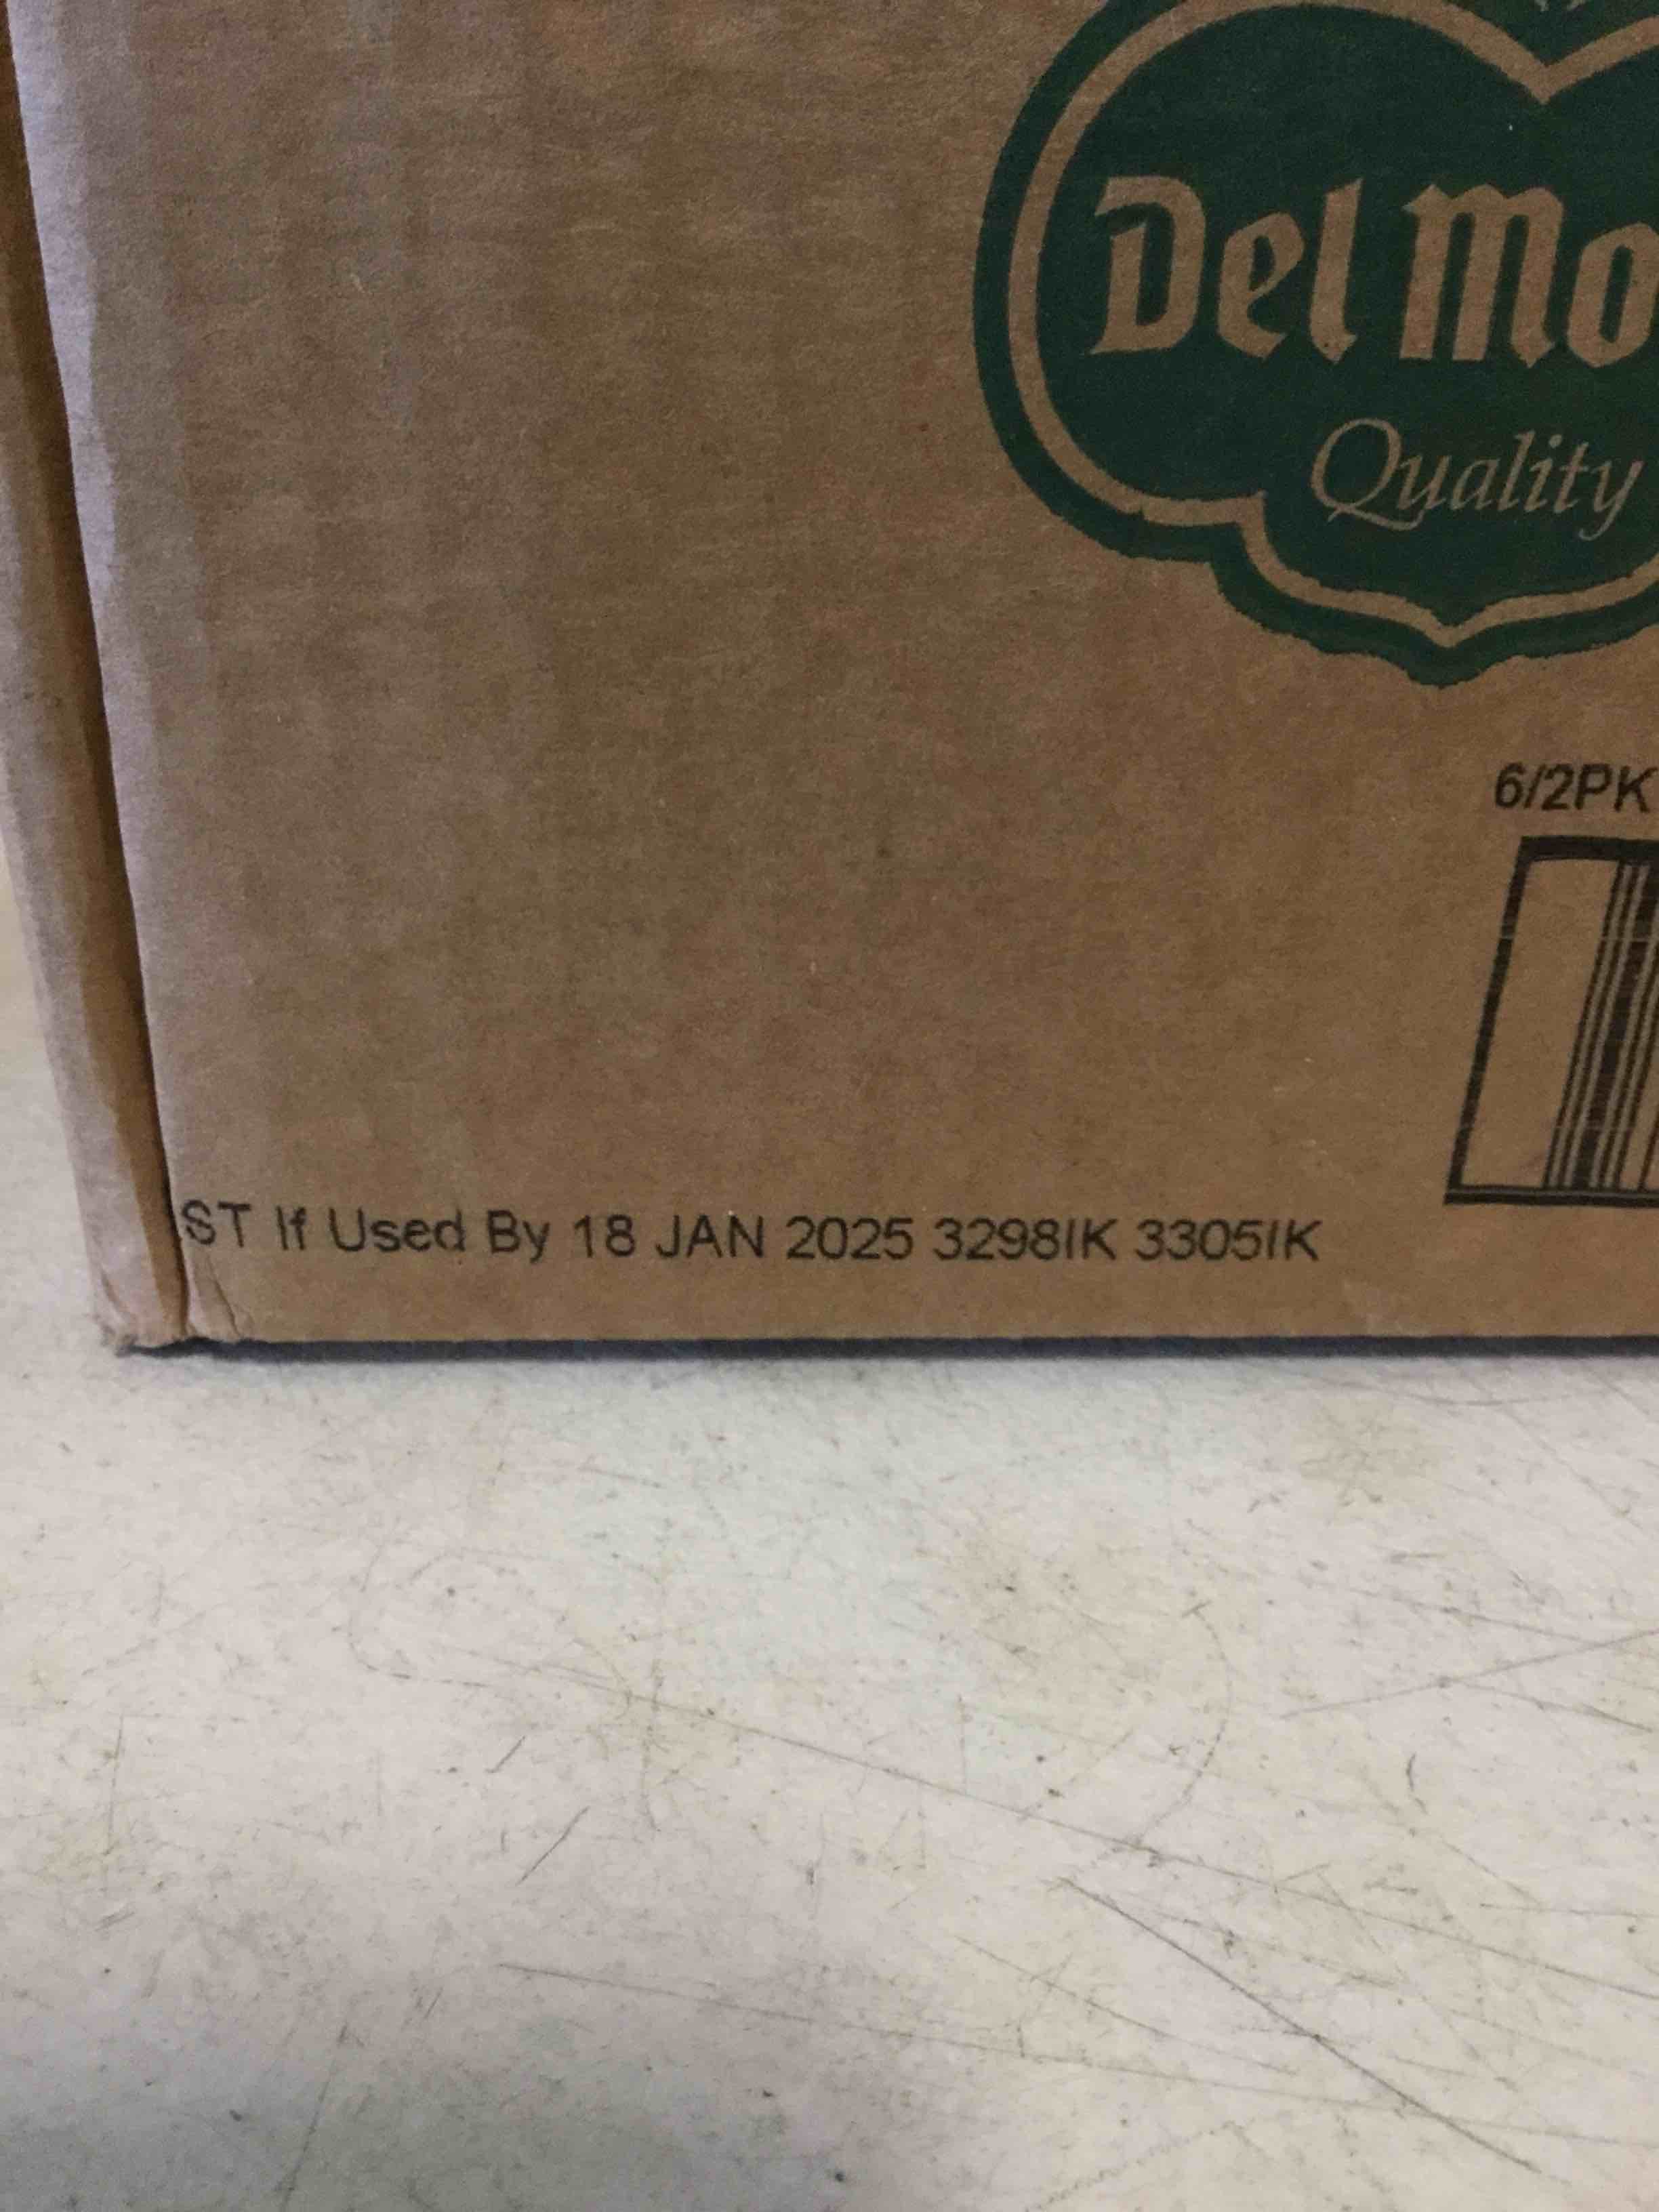 Del Mo
Quality
6/2PK
ST If Used By 18 JAN 2025 3298IK 3305IK